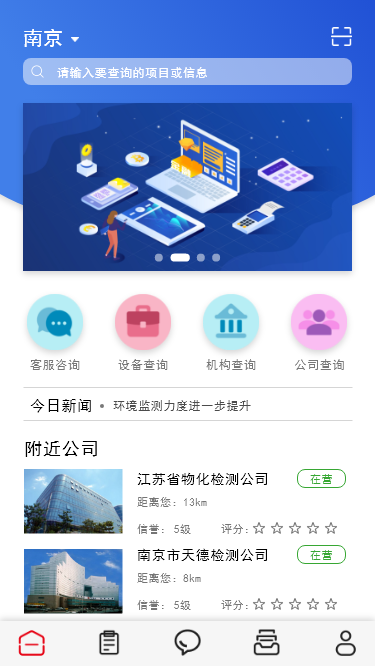 南京
请输入要查询的项目或信息
客服咨询 设备查询 机构查询 公司查询
今日新闻 环境监测力度进一步提升
附近公司
江苏省物化检测公司 在营
距离您：13km
信誉： 5级 评分：
南京市天德检测公司 在营
距离您：8km
信誉： 5级 评分：